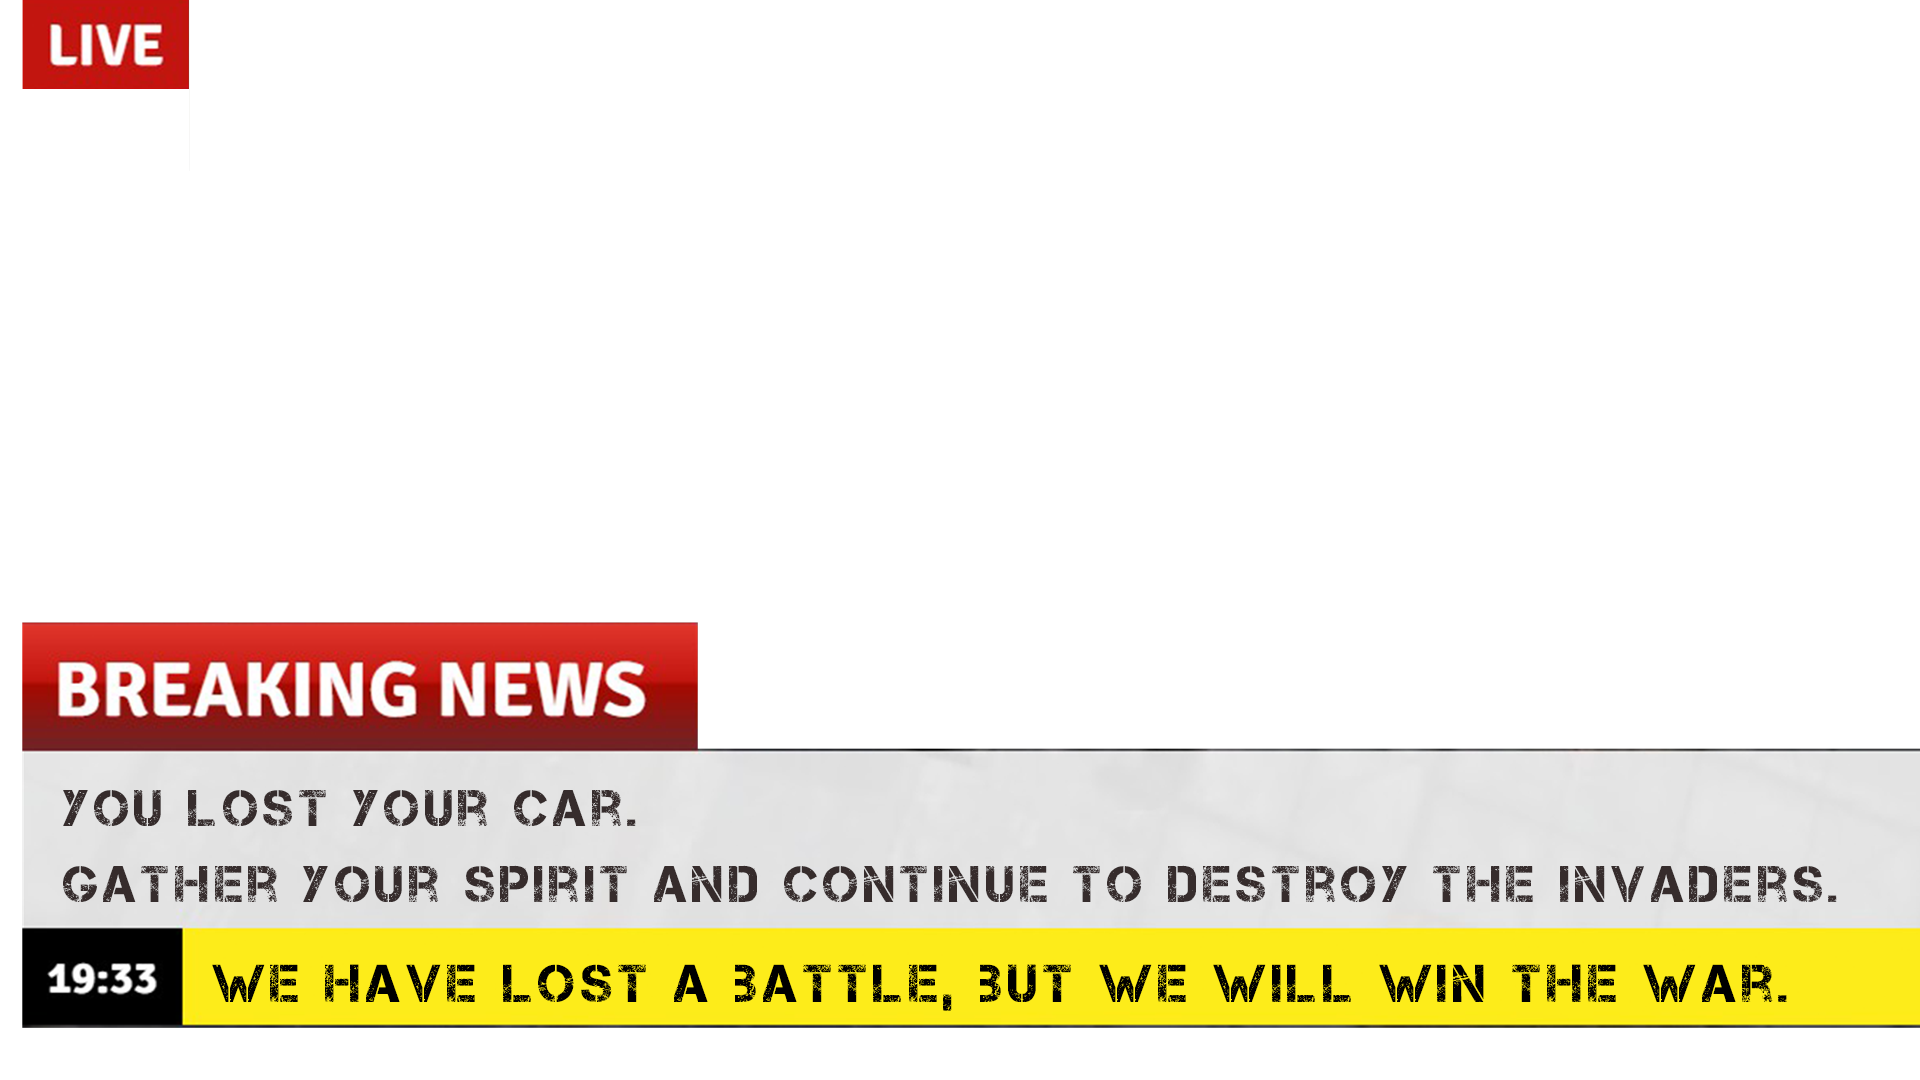 LIVE
BREAKING NEWS
YOU LOST YOUR CAR.
GATHER YOUR SPIRIT AND CONTINUE TO DESTROY THE INVADERS.
19:33 WE HAVE LOST A BATTLE, BUT WE WILL WIN THE WAR.